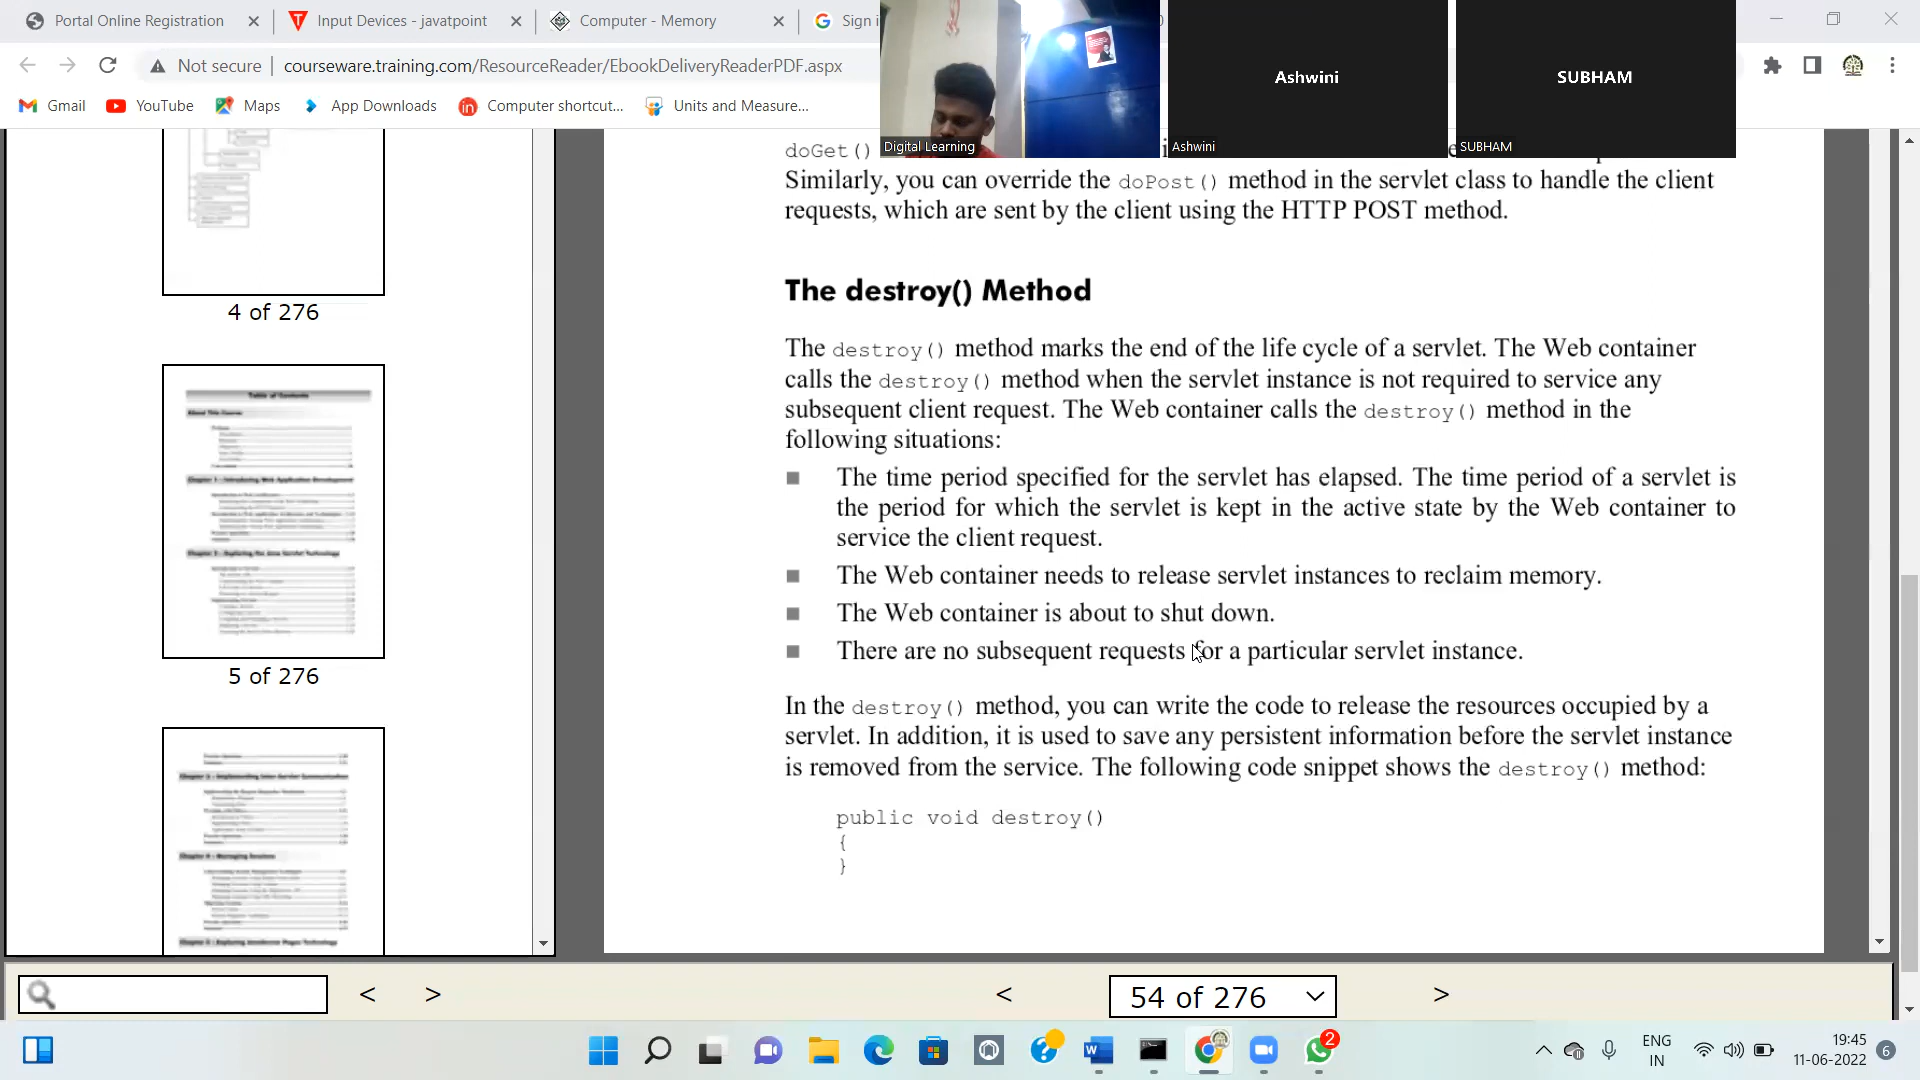 Portal Online Registration
Input Devices - javatpoint
Computer - Memory
Sign i
Not secure
courseware.training.com/ResourceReader/EbookDeliveryReaderPDF.aspx
Gmail
YouTube
Maps
App Downloads
Computer shortcut...
Units and Measure...
Digital Learning
Ashwini
Ashwini
SUBHAM
SUBHAM
4 of 276
Table of Contents
5 of 276
doGet()
Similarly, you can override the doPost() method in the servlet class to handle the client
requests, which are sent by the client using the HTTP POST method.
The destroy() Method
The destroy() method marks the end of the life cycle of a servlet. The Web container
calls the destroy() method when the servlet instance is not required to service any
subsequent client request. The Web container calls the destroy() method in the
following situations:
The time period specified for the servlet has elapsed. The time period of a servlet is
the period for which the servlet is kept in the active state by the Web container to
service the client request.
The Web container needs to release servlet instances to reclaim memory.
The Web container is about to shut down.
There are no subsequent requests for a particular servlet instance.
In the destroy() method, you can write the code to release the resources occupied by a
servlet. In addition, it is used to save any persistent information before the servlet instance
is removed from the service. The following code snippet shows the destroy() method:
public void destroy()
{
}
< >
< 54 of 276 >
2
ENG
IN
19:45
11-06-2022
6